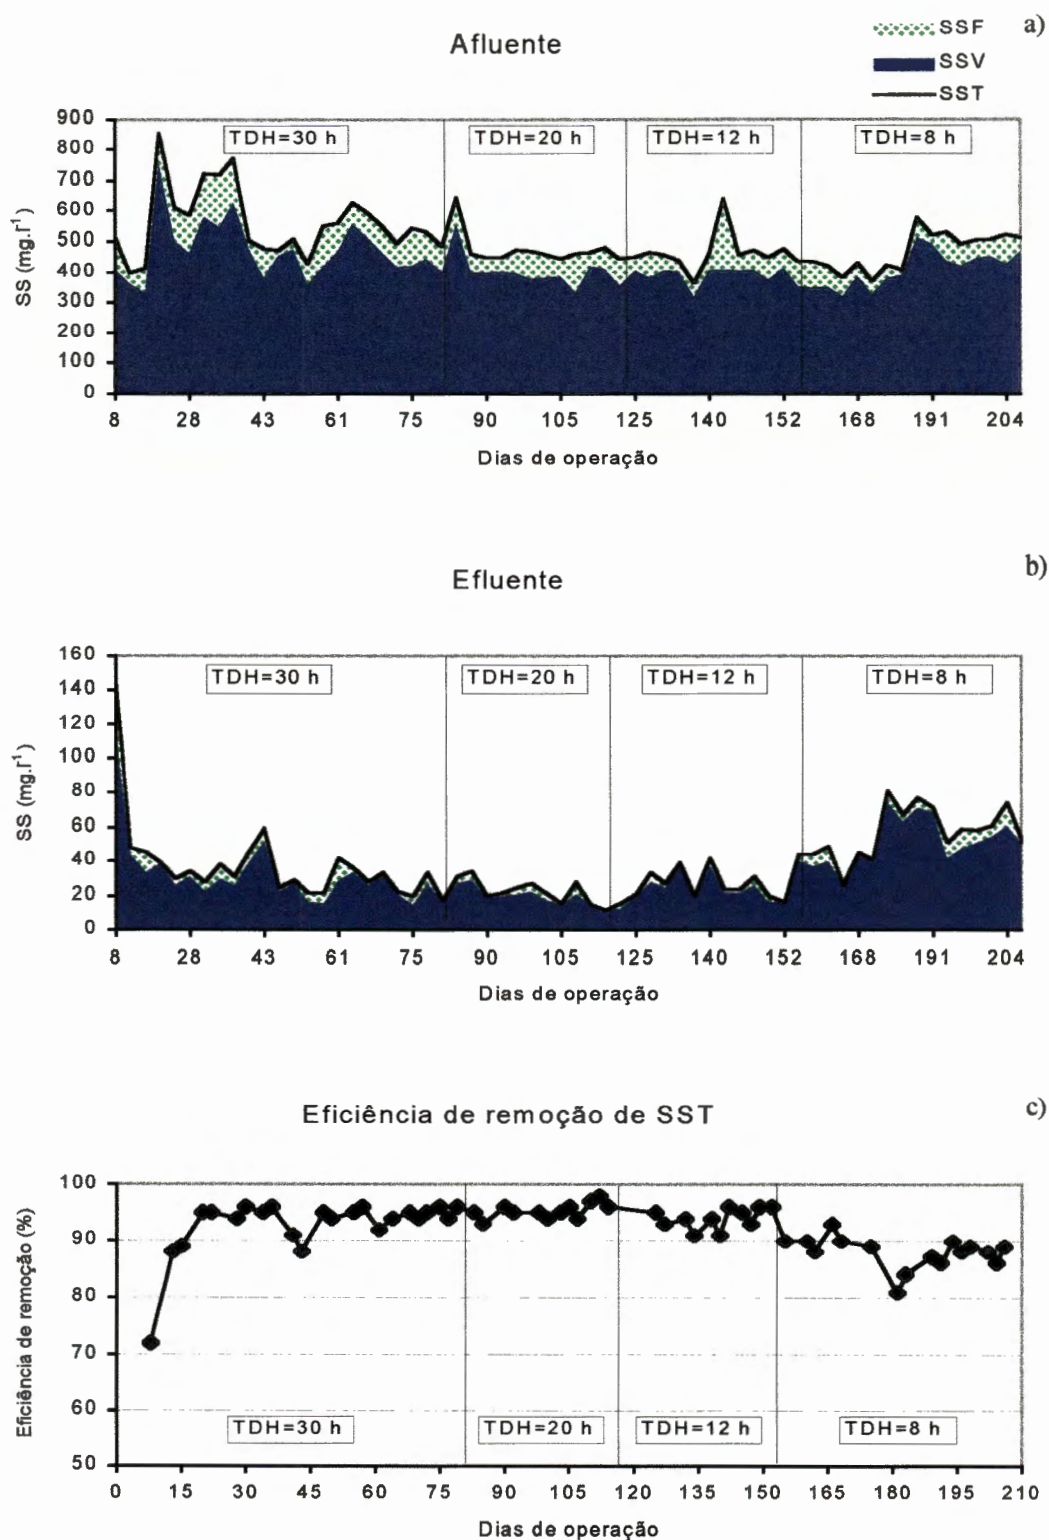 a)
Afluente
SSF
SSV
SST
900
800
700
600
500
400
300
200
100
0
SS (mg.l¹)
TDH=30 h
TDH=20 h
TDH=12 h
TDH=8 h
8 28 43 61 75 90 105 125 140 152 168 191 204
Dias de operação
b)
Efluente
160
140
120
100
80
60
40
20
0
SS (mg.l¹)
TDH=30 h
TDH=20 h
TDH=12 h
TDH=8 h
8 28 43 61 75 90 105 125 140 152 168 191 204
Dias de operação
c)
Eficiência de remoção de SST
100
90
80
70
60
50
Eficiência de remoção (%)
TDH=30 h
TDH=20 h
TDH=12 h
TDH=8 h
0 15 30 45 60 75 90 105 120 135 150 165 180 195 210
Dias de operação